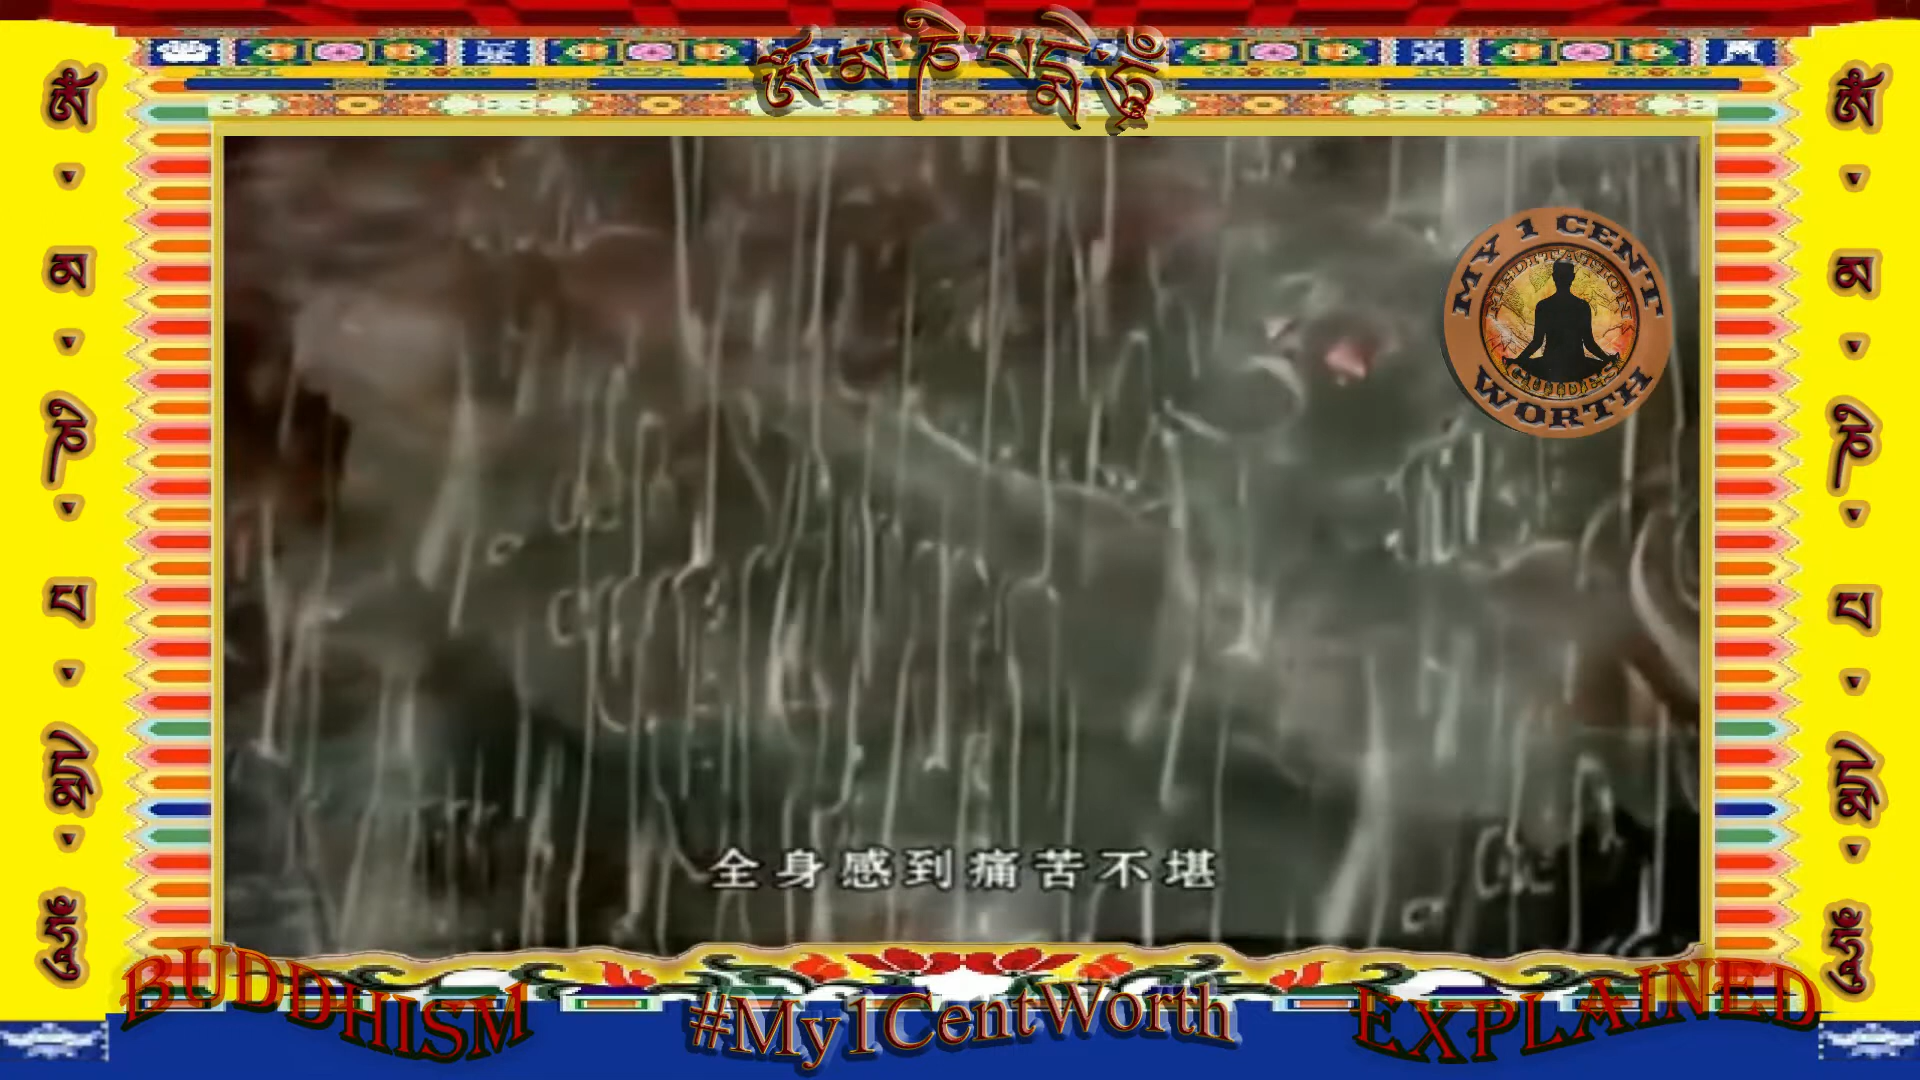 ༀ་མ་ཎི་པདྨེ་ཧཱུྃ
MY 1 CENT
MEDITATION
GUIDES
WORTH
全身感到痛苦不堪
BUDDHISM
#My1CentWorth
EXPLAINED